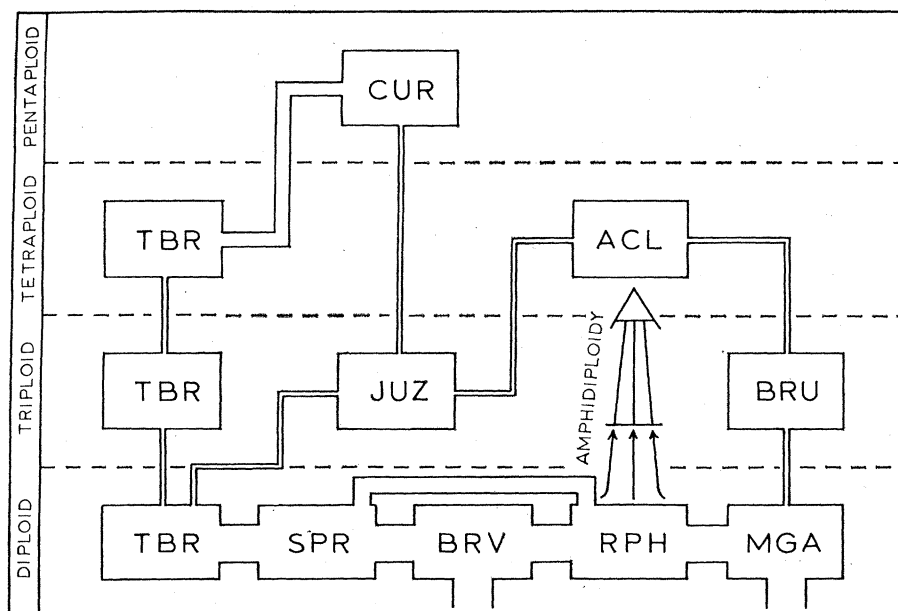 PENTAPLOID
CUR
TETRAPLOID
TBR
ACL
TRIPLOID
TBR
JUZ
AMPHIDIPLOIDY
BRU
DIPLOID
TBR
SPR
BRV
RPH
MGA